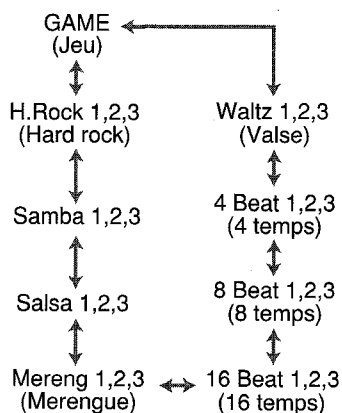 GAME
(Jeu)
H.Rock 1,2,3
(Hard rock)
Waltz 1,2,3
(Valse)
Samba 1,2,3
4 Beat 1,2,3
(4 temps)
Salsa 1,2,3
8 Beat 1,2,3
(8 temps)
Mereng 1,2,3
(Merengue)
16 Beat 1,2,3
(16 temps)